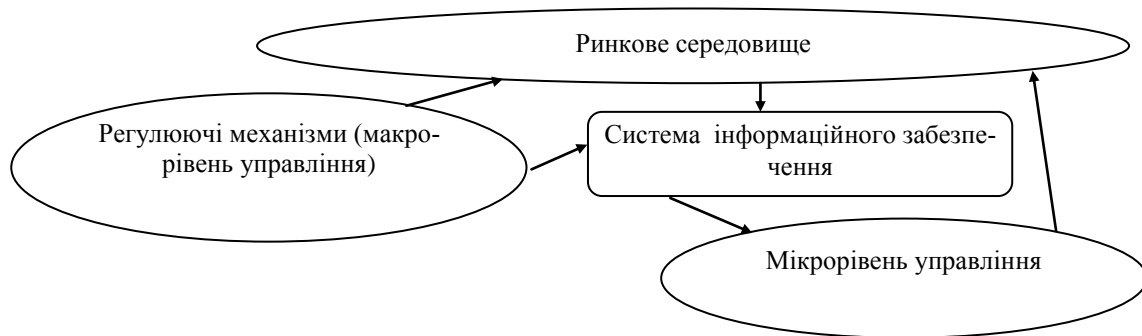 Ринкове середовище
Регулюючі механізми (макро-
рівень управління)
Система  інформаційного забезпе-
чення
Мікрорівень управління